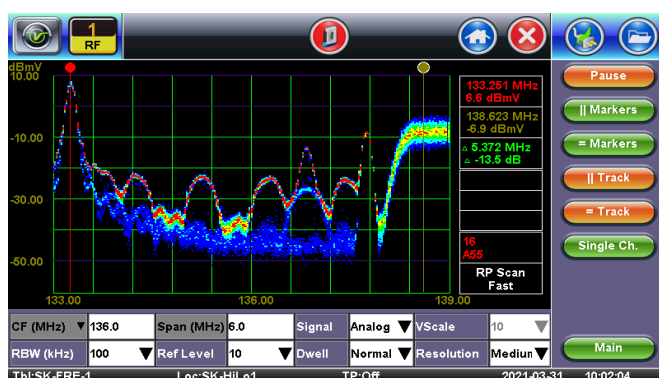 1
RF
dBmV
10.00
-10.00
-30.00
-50.00
133.00
136.00
139.00
133.251 MHz
6.6 dBmV
138.623 MHz
-6.9 dBmV
△ 5.372 MHz
△ -13.5 dB
16
A55
RP Scan
Fast
Pause
|| Markers
= Markers
|| Track
= Track
Single Ch.
Main
CF (MHz) ▼ 136.0 Span (MHz) 6.0 Signal Analog ▼ VScale 10 ▼
RBW (kHz) 100 ▼ Ref Level 10 ▼ Dwell Normal ▼ Resolution Medium ▼
Tbl:SK-FRE-1 Loc:SK-HiLo1 TP:Off 2021-03-31 10:02:04